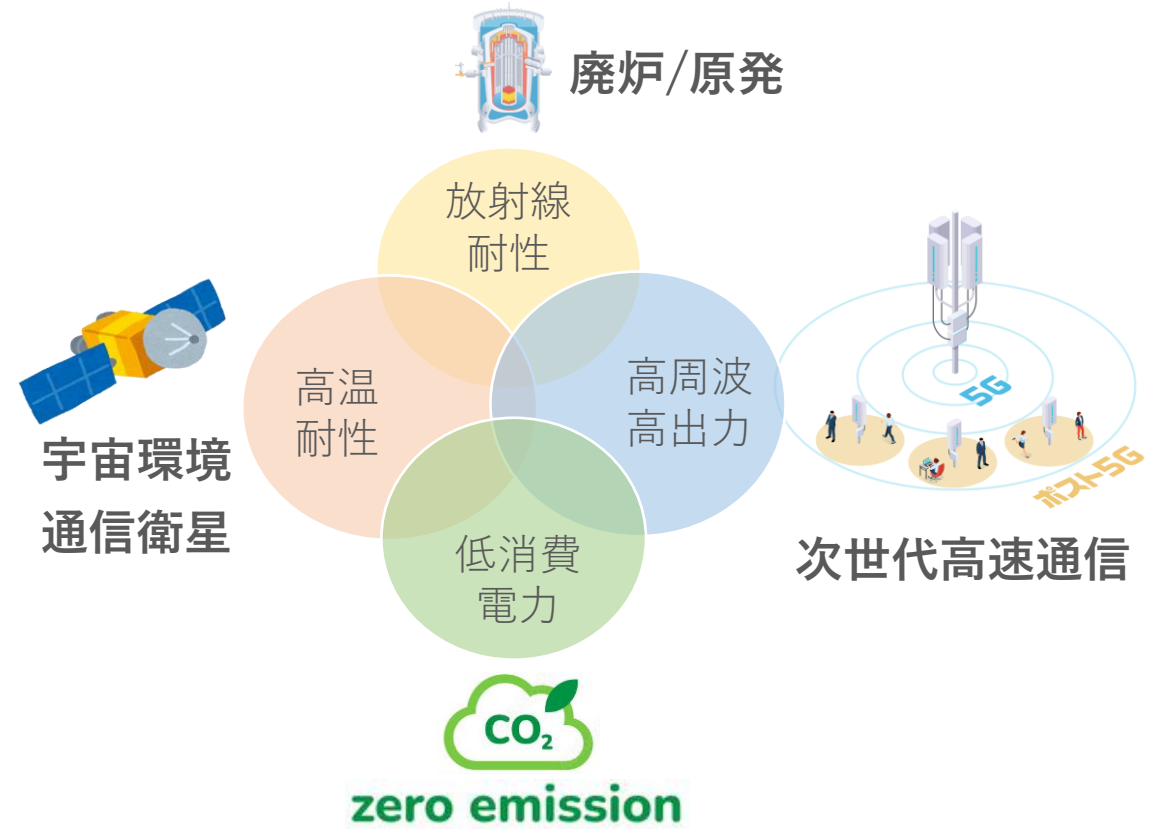 廃炉/原発
放射線
耐性
高温
耐性
高周波
高出力
低消費
電力
宇宙環境
通信衛星
5G
ポスト5G
次世代高速通信
CO₂
zero emission